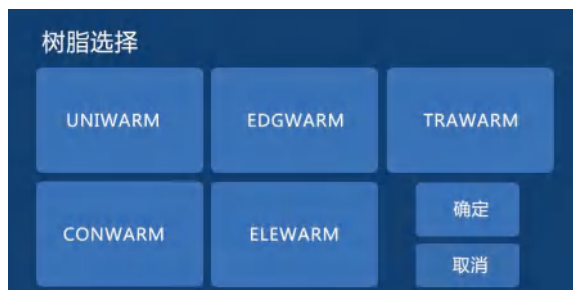 树脂选择
UNIWARM
EDGWARM
TRAWARM
CONWARM
ELEWARM
确定
取消